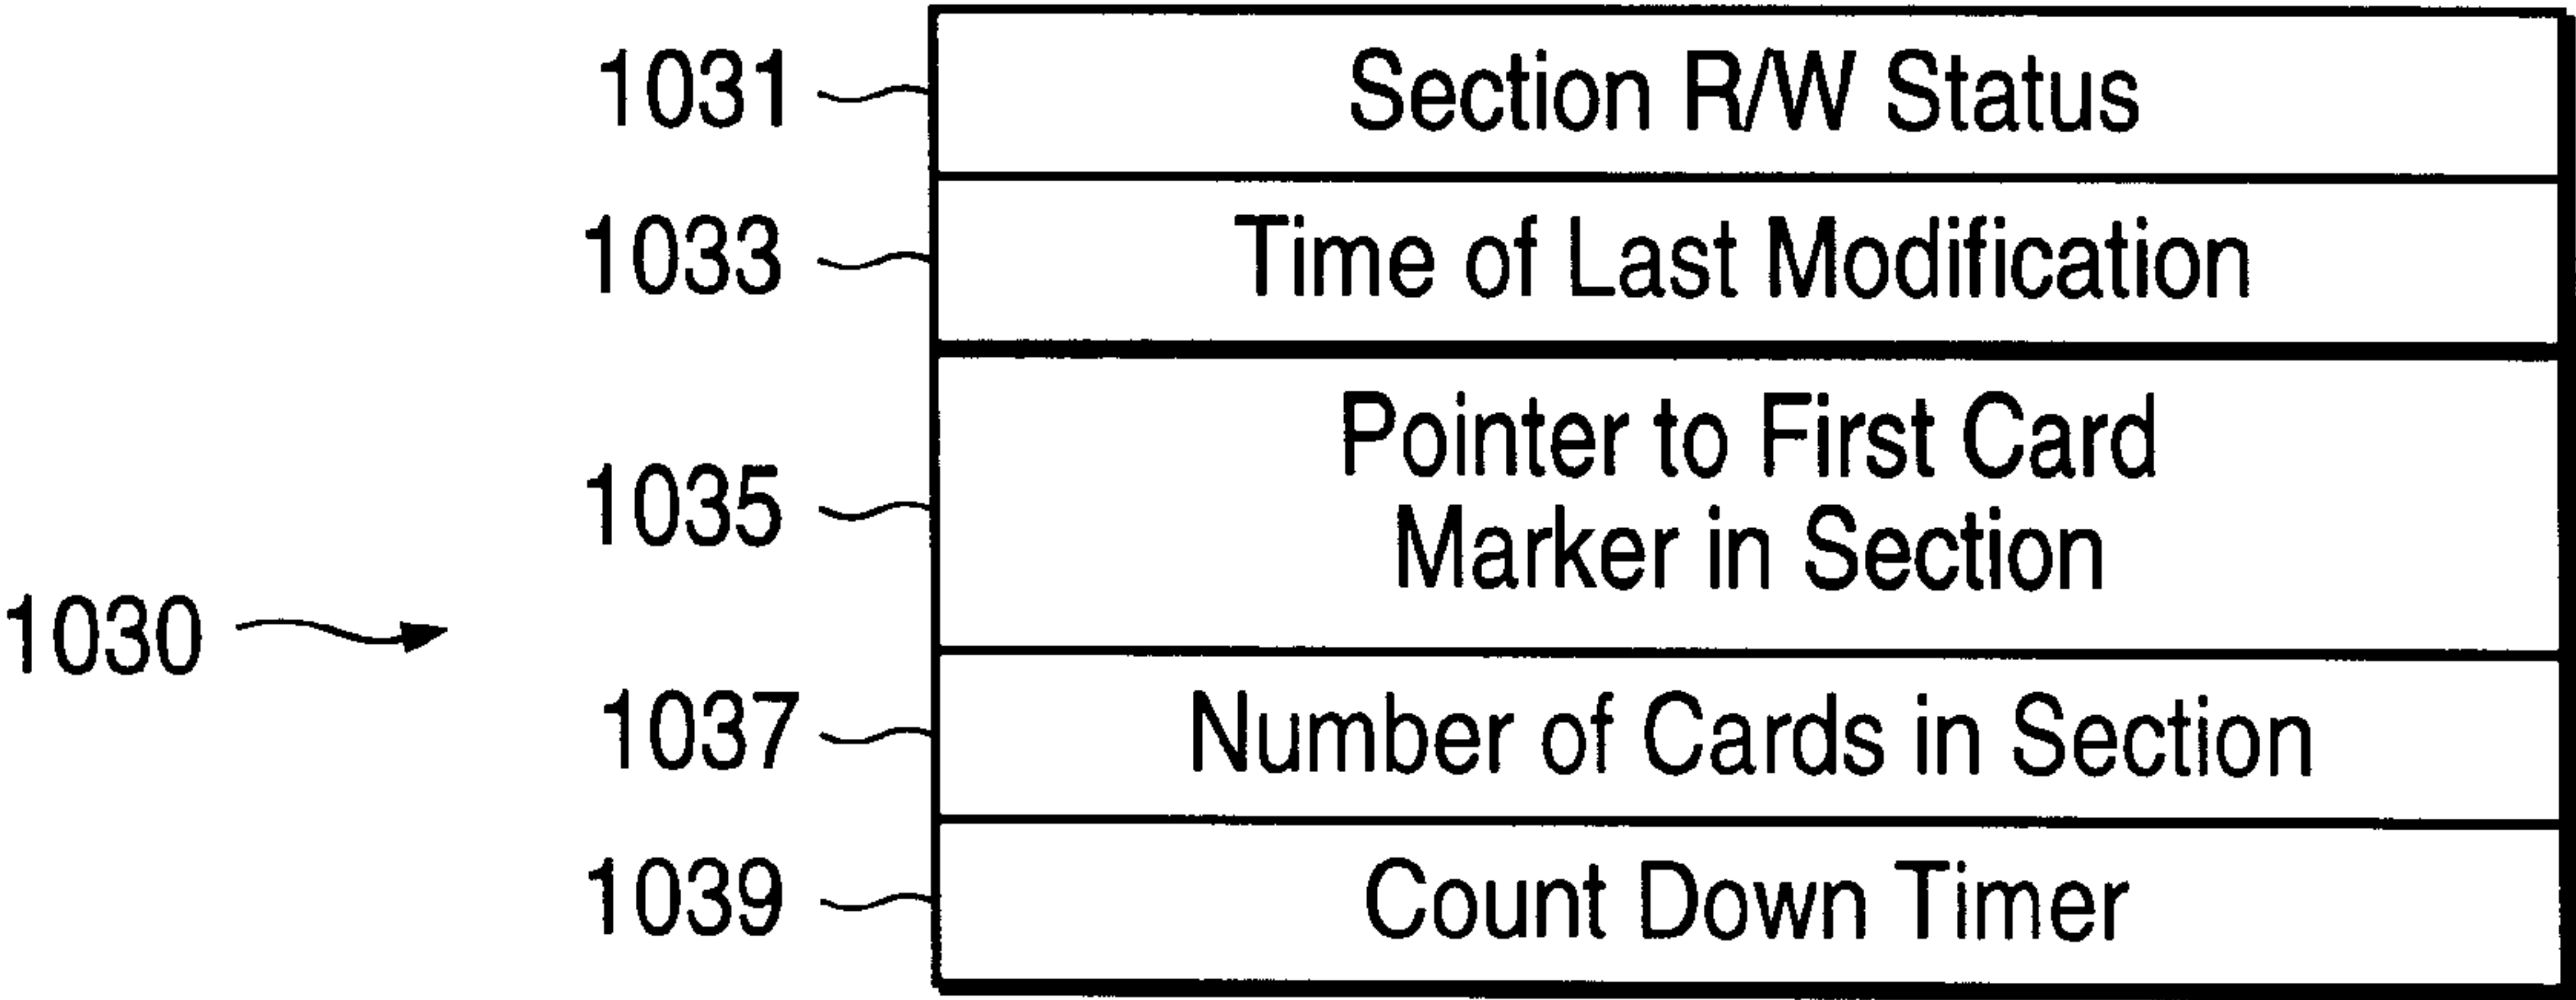 1031 Section R/W Status
1033 Time of Last Modification
Pointer to First Card
1035
Marker in Section
1030
1037 Number of Cards in Section
1039 Count Down Timer